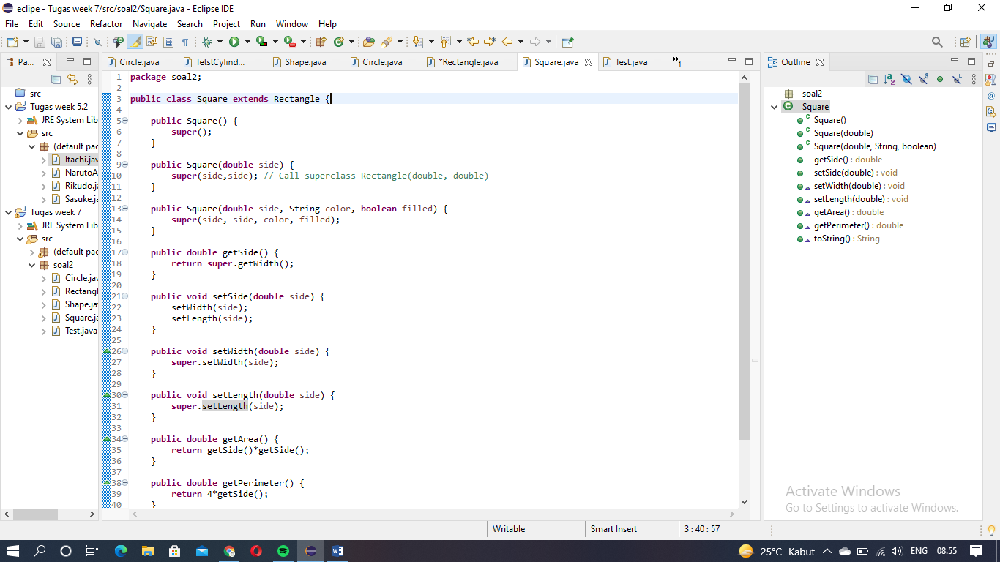 eclipe - Tugas week 7/src/soal2/Square.java - Eclipse IDE
File Edit Source Refactor Navigate Search Project Run Window Help
Pa...
Circle.java
TetstCylind...
Shape.java
Circle.java
*Rectangle.java
Square.java
Test.java
»1
Outline
src
Tugas week 5.2
JRE System Lib
src
(default pac
Itachi.jav
NarutoA
Rikudo.ja
Sasuke.ja
Tugas week 7
JRE System Lib
src
(default pac
soal2
Circle.jav
Rectangl
Shape.ja
Square.ja
Test.java
1 package soal2;
2
3 public class Square extends Rectangle {
4
5 public Square() {
6 super();
7 }
8
9 public Square(double side) {
10 super(side,side); // Call superclass Rectangle(double, double)
11 }
12
13 public Square(double side, String color, boolean filled) {
14 super(side, side, color, filled);
15 }
16
17 public double getSide() {
18 return super.getWidth();
19 }
20
21 public void setSide(double side) {
22 setWidth(side);
23 setLength(side);
24 }
25
26 public void setWidth(double side) {
27 super.setWidth(side);
28 }
29
30 public void setLength(double side) {
31 super.setLength(side);
32 }
33
34 public double getArea() {
35 return getSide()*getSide();
36 }
37
38 public double getPerimeter() {
39 return 4*getSide();
40 }
soal2
Square
Square()
Square(double)
Square(double, String, boolean)
getSide() : double
setSide(double) : void
setWidth(double) : void
setLength(double) : void
getArea() : double
getPerimeter() : double
toString() : String
Activate Windows
Go to Settings to activate Windows.
Writable
Smart Insert
3 : 40 : 57
25°C Kabut
ENG
08.55